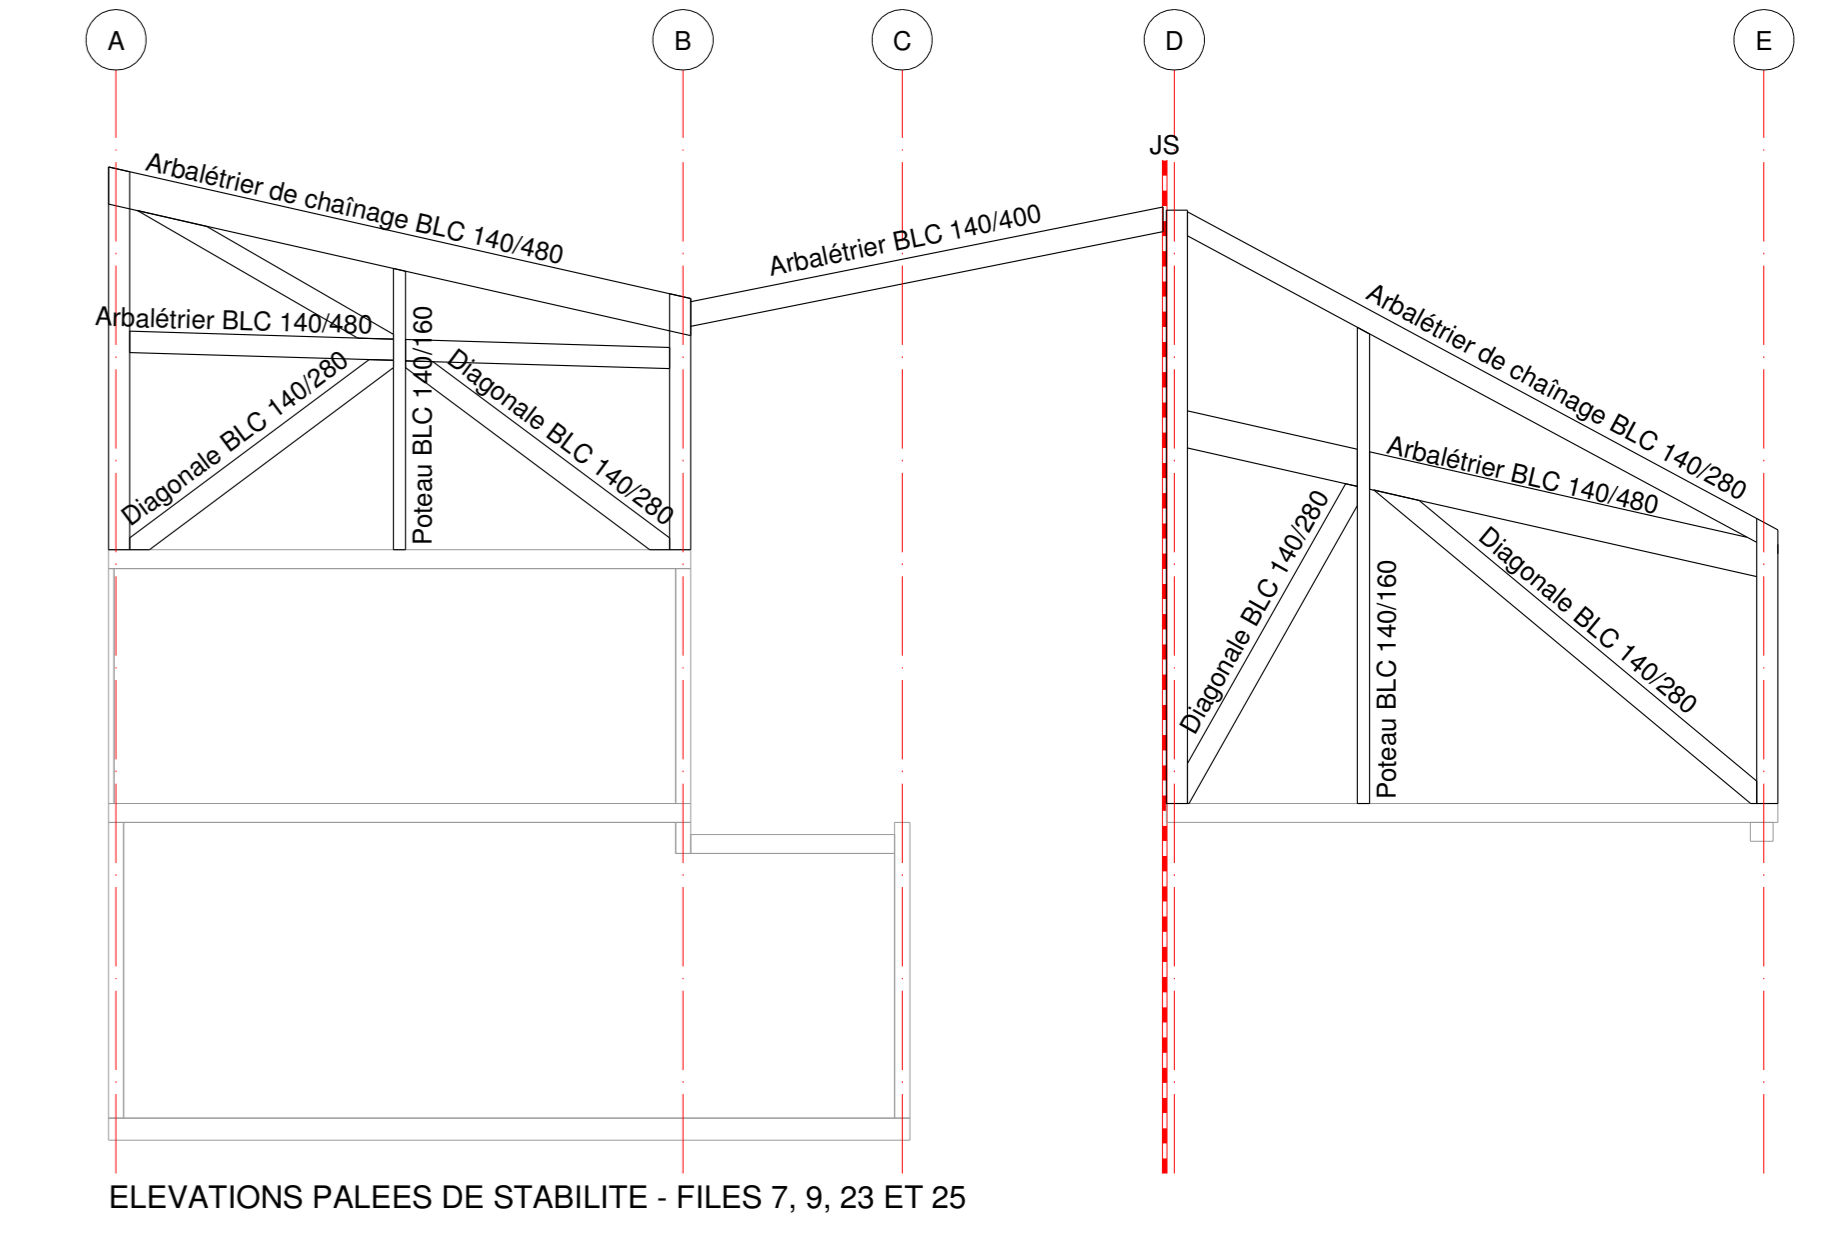 A
B
C
D
E
JS
Arbalétrier de chaînage BLC 140/480
Arbalétrier BLC 140/400
Arbalétrier de chaînage BLC 140/280
Arbalétrier BLC 140/480
Poteau BLC 140/160
Diagonale BLC 140/280
Diagonale BLC 140/280
Arbalétrier BLC 140/480
Diagonale BLC 140/280
Diagonale BLC 140/280
Poteau BLC 140/160
ELEVATIONS PALEES DE STABILITE - FILES 7, 9, 23 ET 25